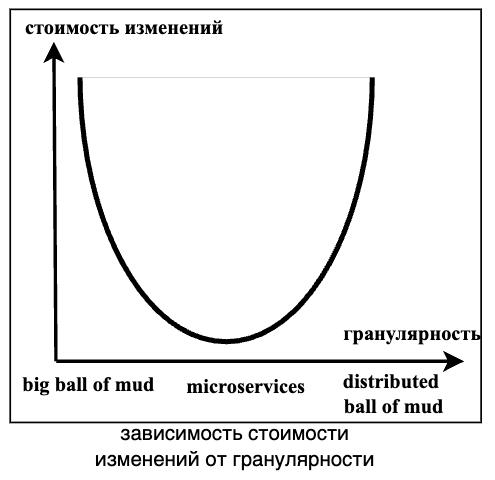 стоимость изменений
гранулярность
big ball of mud
microservices
distributed
ball of mud
зависимость стоимости
изменений от гранулярности